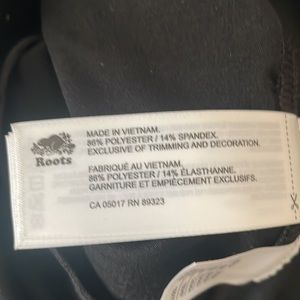 Roots
MADE IN VIETNAM.
86% POLYESTER / 14% SPANDEX.
EXCLUSIVE OF TRIMMING AND DECORATION.
FABRIQUÉ AU VIETNAM.
86% POLYESTER / 14% ÉLASTHANNE.
GARNITURE ET EMPIÈCEMENT EXCLUSIFS.
CA 05017 RN 89323